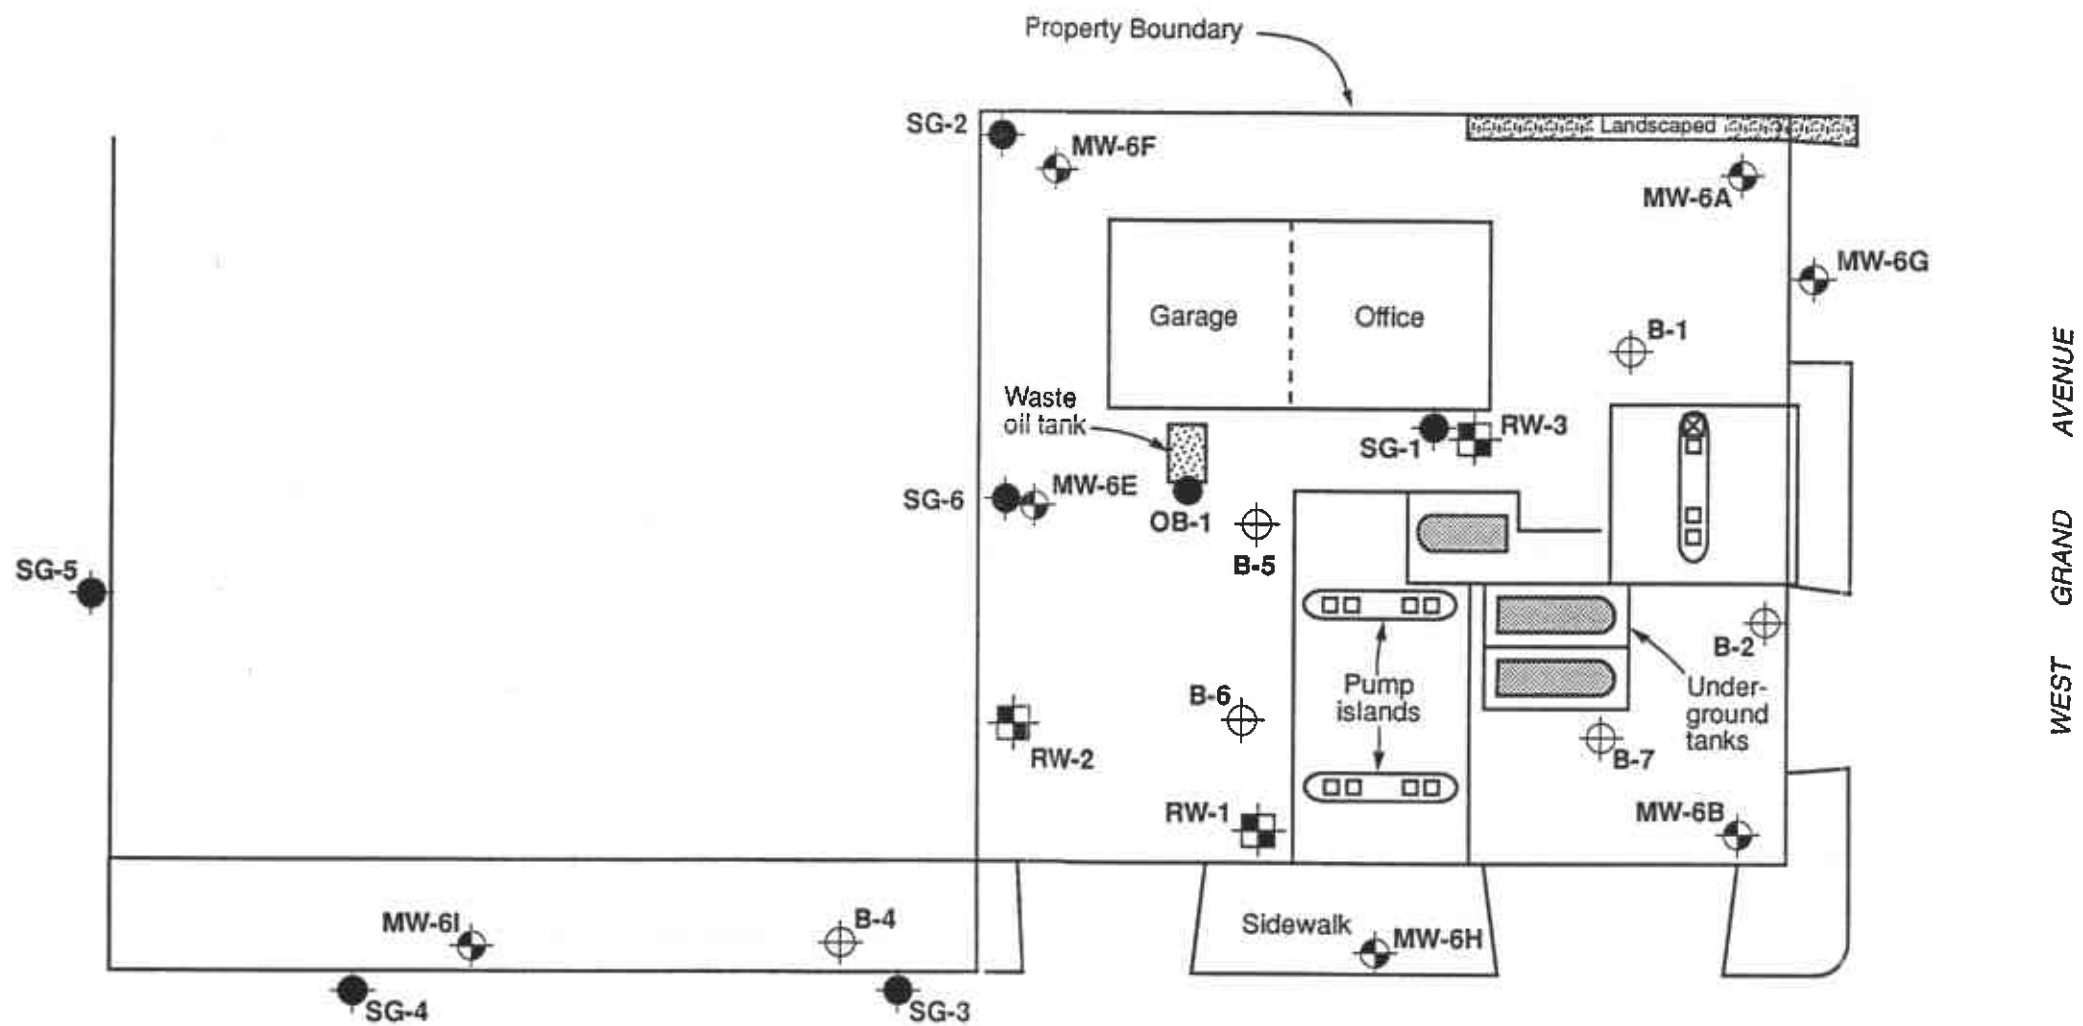 Property Boundary
SG-2
MW-6F
Landscaped
MW-6A
MW-6G
Garage
Office
B-1
Waste
oil tank
SG-1
RW-3
SG-6
MW-6E
OB-1
B-5
SG-5
B-2
B-6
Pump
islands
Under-
ground
tanks
RW-2
B-7
RW-1
MW-6B
MW-6I
B-4
Sidewalk
MW-6H
SG-4
SG-3
WEST GRAND AVENUE